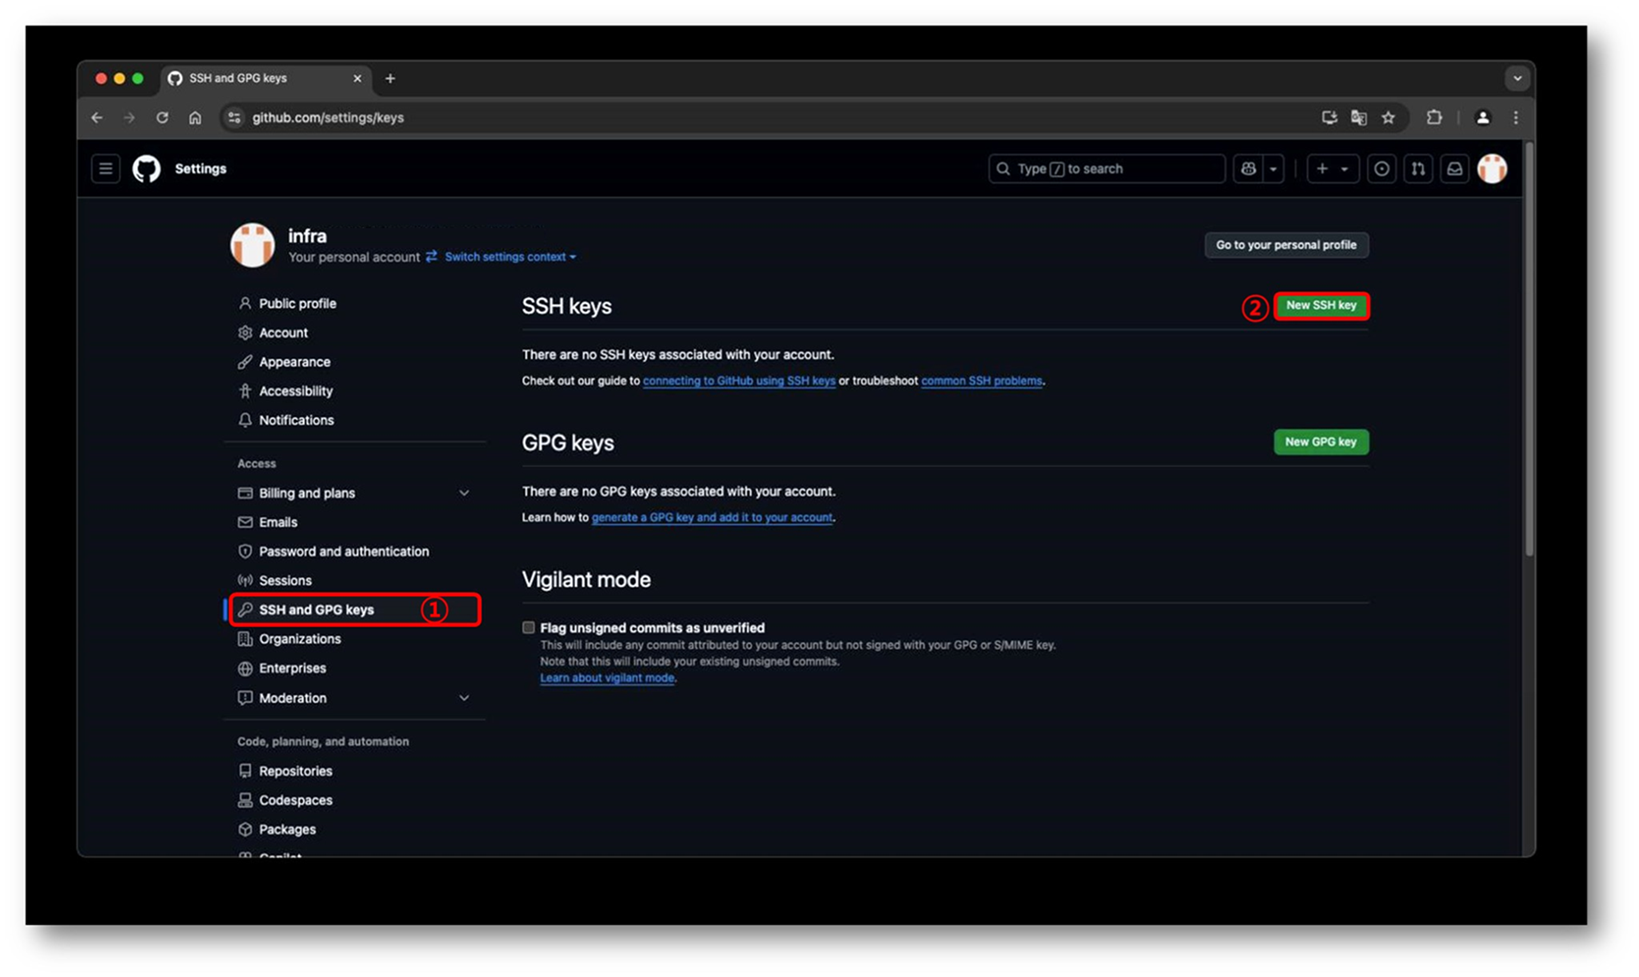 SSH and GPG keys
github.com/settings/keys
Settings
Type / to search
infra
Your personal account Switch settings context
Go to your personal profile
Public profile
Account
Appearance
Accessibility
Notifications
Access
Billing and plans
Emails
Password and authentication
Sessions
SSH and GPG keys ①
Organizations
Enterprises
Moderation
Code, planning, and automation
Repositories
Codespaces
Packages
Copilot
SSH keys
② New SSH key
There are no SSH keys associated with your account.
Check out our guide to connecting to GitHub using SSH keys or troubleshoot common SSH problems.
GPG keys
New GPG key
There are no GPG keys associated with your account.
Learn how to generate a GPG key and add it to your account.
Vigilant mode
Flag unsigned commits as unverified
This will include any commit attributed to your account but not signed with your GPG or S/MIME key.
Note that this will include your existing unsigned commits.
Learn about vigilant mode.